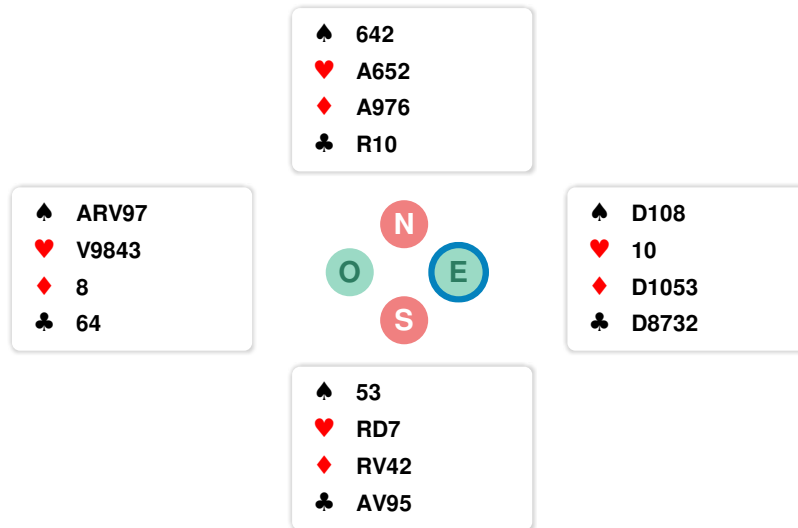 ♠ 642
♥ A652
♦ A976
♣ R10
♠ ARV97
♥ V9843
♦ 8
♣ 64
N
O E
S
♠ D108
♥ 10
♦ D1053
♣ D8732
♠ 53
♥ RD7
♦ RV42
♣ AV95